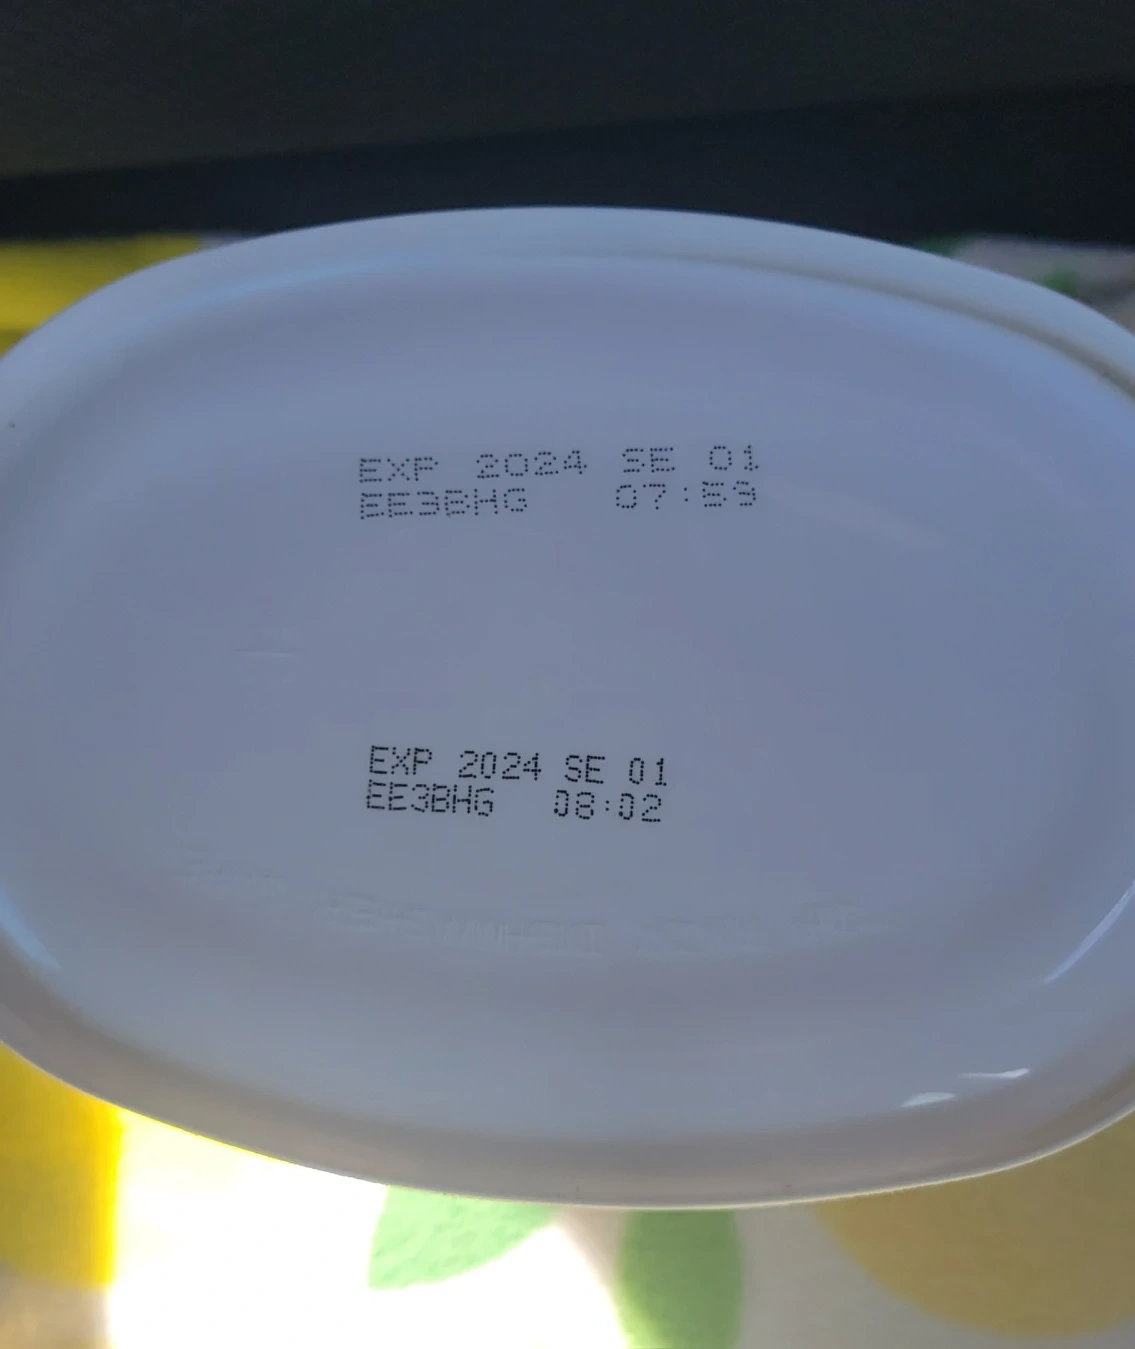 EXP 2024 SE 01
EE3BHG 07:59
EXP 2024 SE 01
EE3BHG 08:02